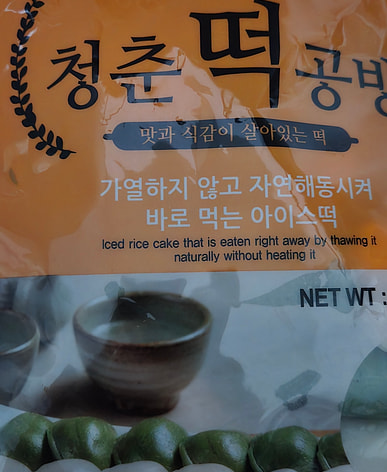 청춘 떡 공방
맛과 식감이 살아있는 떡
가열하지 않고 자연해동시켜
바로 먹는 아이스떡
Iced rice cake that is eaten right away by thawing it
naturally without heating it
NET WT :